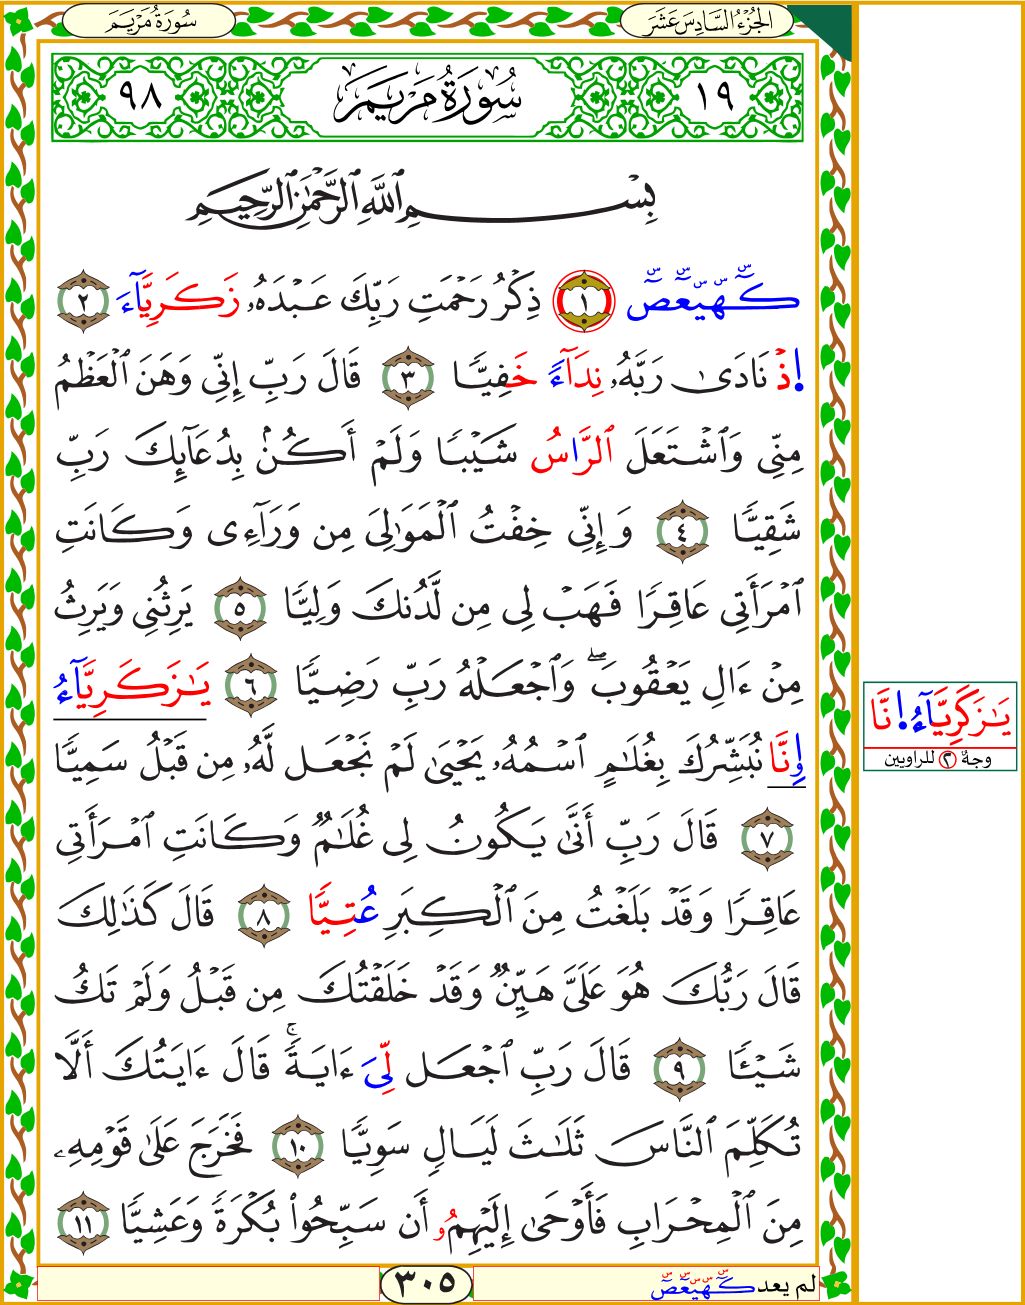 الجُزْءُ السَّادِسَ عَشَرَ
سُورَةُ مَرْيَمَ
١٩ سُورَةُ مَرْيَمَ ٩٨
بِسْمِ ٱللَّهِ ٱلرَّحْمَٰنِ ٱلرَّحِيمِ
كٓهيعٓصٓ ١ ذِكْرُ رَحْمَتِ رَبِّكَ عَبْدَهُۥ زَكَرِيَّآءَ ٢
إِذْ نَادَىٰ رَبَّهُۥ نِدَآءً خَفِيًّا ٣ قَالَ رَبِّ إِنِّي وَهَنَ ٱلْعَظْمُ
مِنِّي وَٱشْتَعَلَ ٱلرَّاسُ شَيْبًا وَلَمْ أَكُنۢ بِدُعَآئِكَ رَبِّ
شَقِيًّا ٤ وَإِنِّي خِفْتُ ٱلْمَوَٰلِيَ مِن وَرَآءِى وَكَانَتِ
ٱمْرَأَتِي عَاقِرًا فَهَبْ لِي مِن لَّدُنكَ وَلِيًّا ٥ يَرِثُنِي وَيَرِثُ
مِنْ ءَالِ يَعْقُوبَۖ وَٱجْعَلْهُ رَبِّ رَضِيًّا ٦ يَٰزَكَرِيَّآءُ
وِنَّا نُبَشِّرُكَ بِغُلَٰمٍ ٱسْمُهُۥ يَحْيَىٰ لَمْ نَجْعَل لَّهُۥ مِن قَبْلُ سَمِيًّا
٧ قَالَ رَبِّ أَنَّىٰ يَكُونُ لِي غُلَٰمٌ وَكَانَتِ ٱمْرَأَتِي
عَاقِرًا وَقَدْ بَلَغْتُ مِنَ ٱلْكِبَرِ عُتِيًّا ٨ قَالَ كَذَٰلِكَ
قَالَ رَبُّكَ هُوَ عَلَيَّ هَيِّنٌ وَقَدْ خَلَقْتُكَ مِن قَبْلُ وَلَمْ تَكُ
شَيْـًٔا ٩ قَالَ رَبِّ ٱجْعَل لِّيَ ءَايَةًۚ قَالَ ءَايَتُكَ أَلَّا
تُكَلِّمَ ٱلنَّاسَ ثَلَٰثَ لَيَالٍ سَوِيًّا ١٠ فَخَرَجَ عَلَىٰ قَوْمِهِۦ
مِنَ ٱلْمِحْرَابِ فَأَوْحَىٰ إِلَيْهِمُۥ أَن سَبِّحُوا۟ بُكْرَةً وَعَشِيًّا ١١
يَٰزَكَرِيَّآءُ اِ۬نَّا
وجهٌ ٢ للراويين
لم يعد كٓهيعٓصٓ
٣٠٥